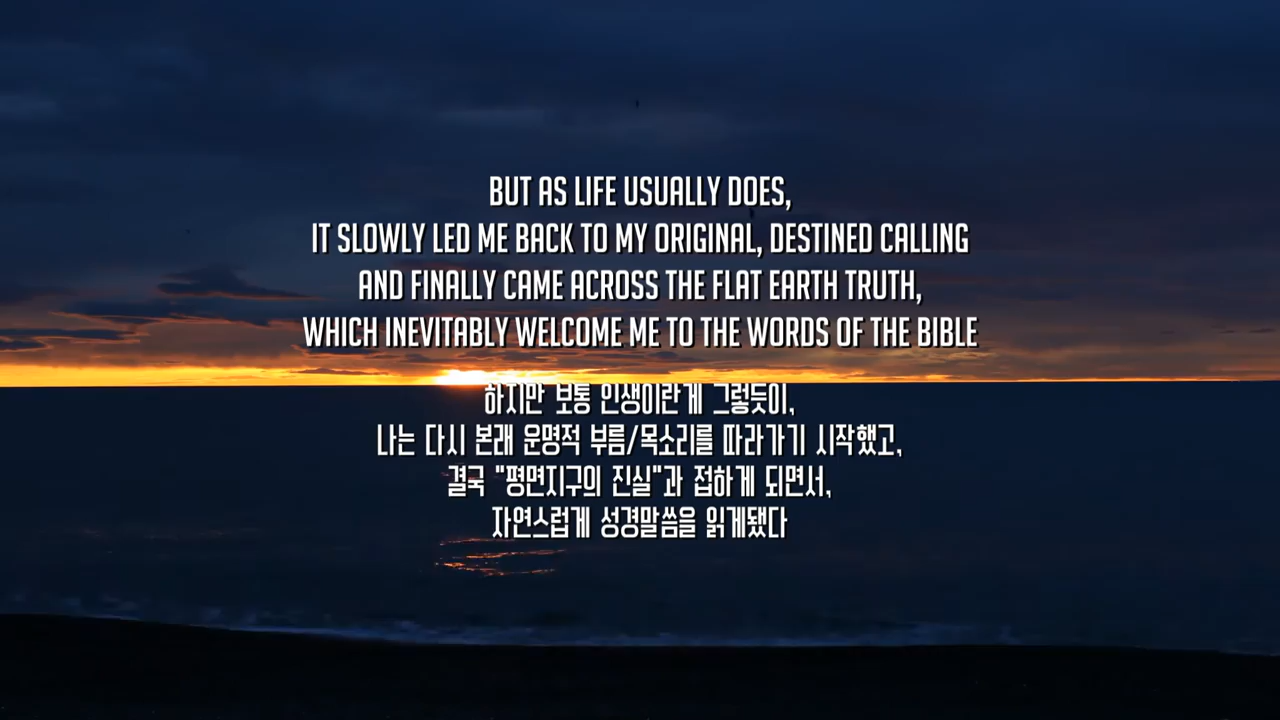 BUT AS LIFE USUALLY DOES,
IT SLOWLY LED ME BACK TO MY ORIGINAL, DESTINED CALLING
AND FINALLY CAME ACROSS THE FLAT EARTH TRUTH,
WHICH INEVITABLY WELCOME ME TO THE WORDS OF THE BIBLE
하지만 보통 인생이란게 그렇듯이,
나는 다시 본래 운명적 부름/목소리를 따라가기 시작했고,
결국 "평면지구의 진실"과 접하게 되면서,
자연스럽게 성경말씀을 읽게됐다